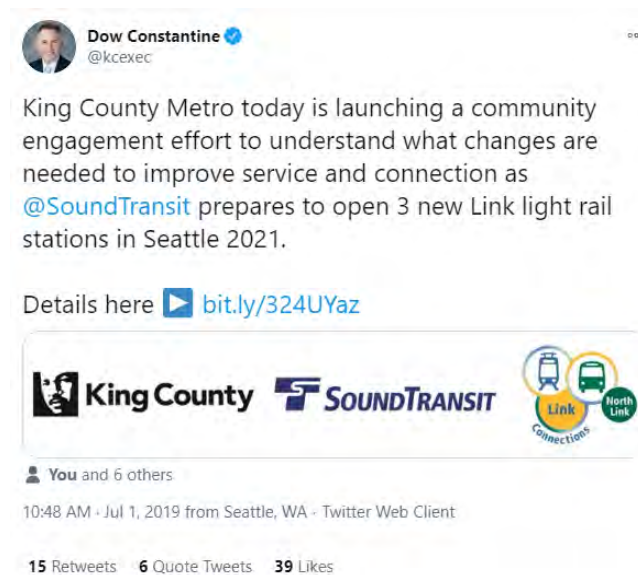 Dow Constantine
@kcexec
King County Metro today is launching a community
engagement effort to understand what changes are
needed to improve service and connection as
@SoundTransit prepares to open 3 new Link light rail
stations in Seattle 2021.
Details here ▶ bit.ly/324UYaz
King County
SOUNDTRANSIT
Link
North
Link
Connections
You and 6 others
10:48 AM · Jul 1, 2019 from Seattle, WA · Twitter Web Client
15 Retweets 6 Quote Tweets 39 Likes